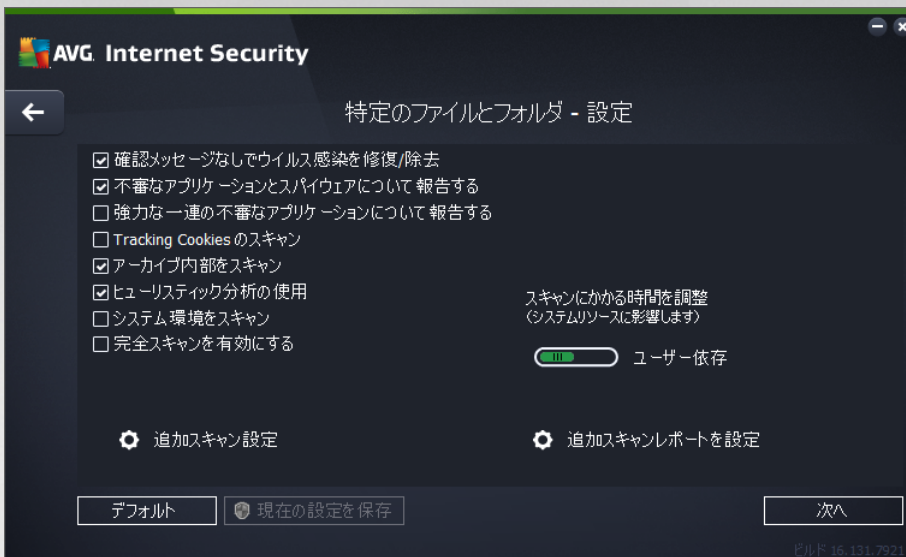 AVG. Internet Security
特定のファイルとフォルダ - 設定
確認メッセージなしでウイルス感染を修復/除去
不審なアプリケーションとスパイウェアについて報告する
強力な一連の不審なアプリケーションについて報告する
Tracking Cookies のスキャン
アーカイブ内部をスキャン
ヒューリスティック分析の使用
システム環境をスキャン
完全スキャンを有効にする
スキャンにかかる時間を調整
(システムリソースに影響します)
ユーザー依存
追加スキャン設定
追加スキャンレポートを設定
デフォルト
現在の設定を保存
次へ
ビルド 16.131.7921